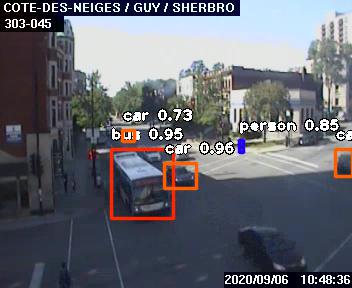 COTE-DES-NEIGES / GUY / SHERBRO
303-045
car 0.73
bus 0.95
person 0.85
car 0.96
ca
2020/09/06 10:48:36